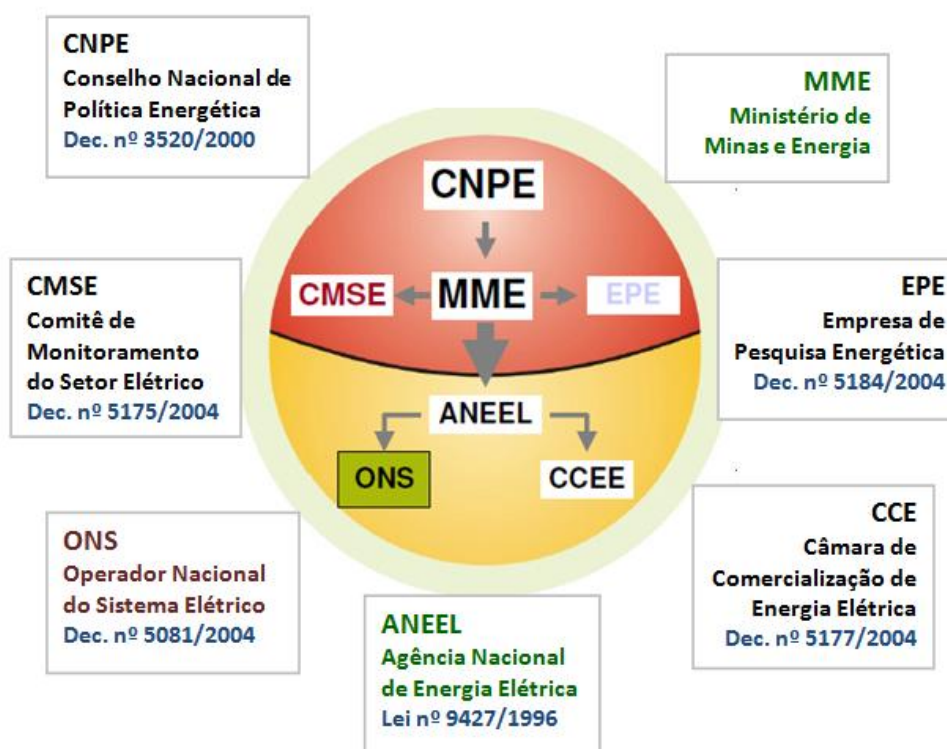 CNPE
Conselho Nacional de
Política Energética
Dec. nº 3520/2000
MME
Ministério de
Minas e Energia
CNPE
CMSE
MME
EPE
CMSE
Comitê de
Monitoramento
do Setor Elétrico
Dec. nº 5175/2004
EPE
Empresa de
Pesquisa Energética
Dec. nº 5184/2004
ANEEL
ONS
CCEE
ONS
Operador Nacional
do Sistema Elétrico
Dec. nº 5081/2004
CCE
Câmara de
Comercialização de
Energia Elétrica
Dec. nº 5177/2004
ANEEL
Agência Nacional
de Energia Elétrica
Lei nº 9427/1996